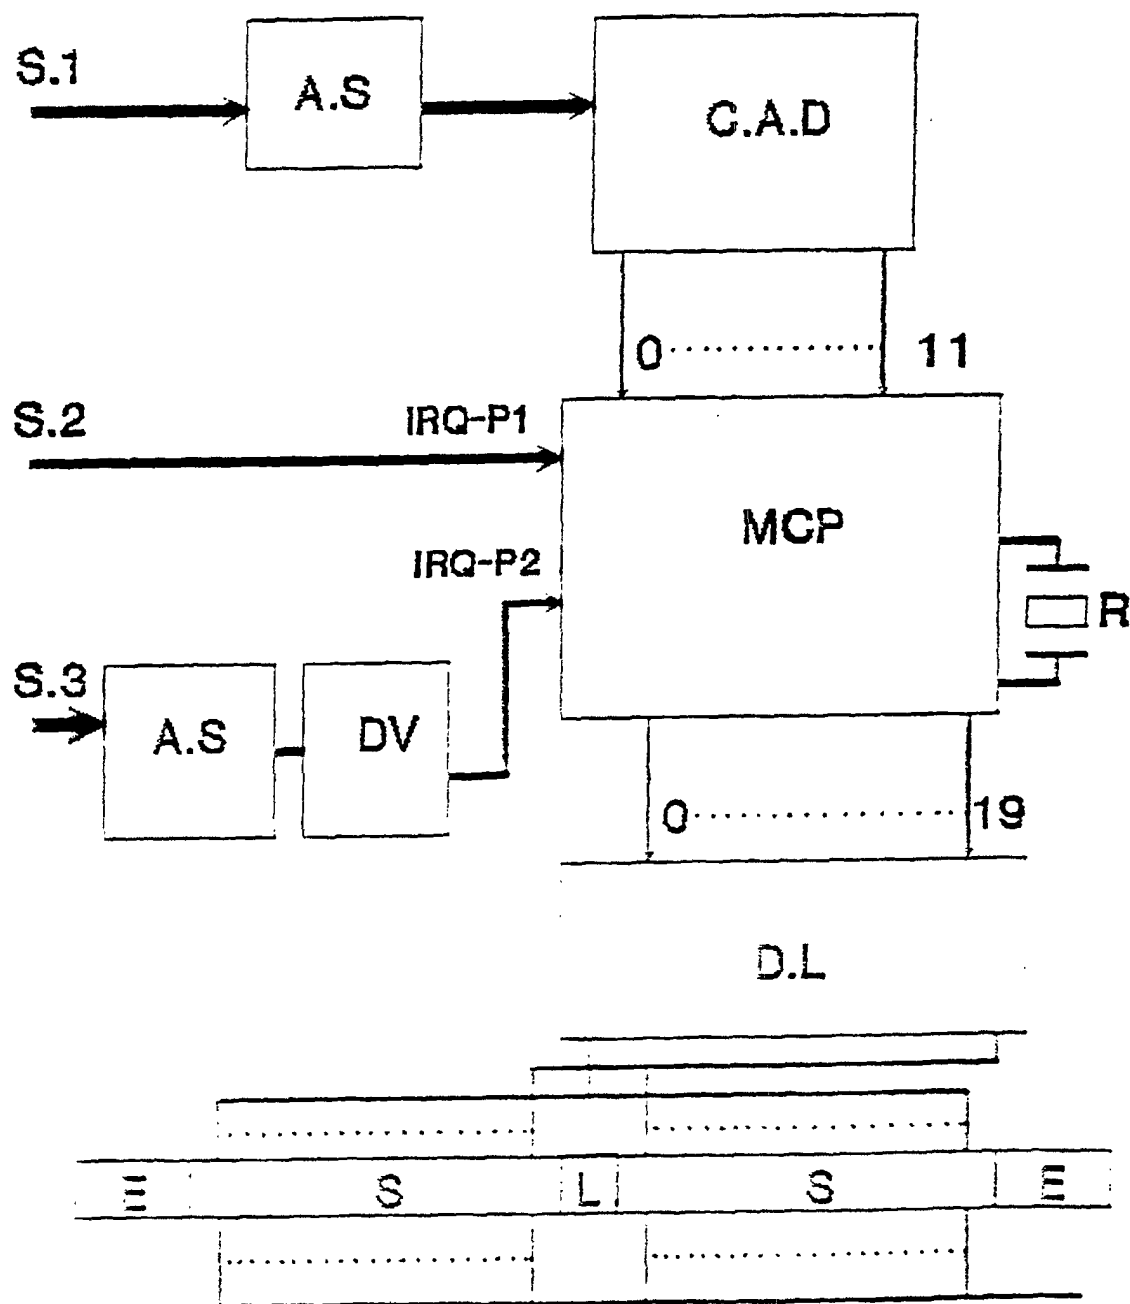 S.1
A.S
C.A.D
0 11
S.2
IRQ-P1
MCP
IRQ-P2
R
S.3
A.S
DV
0 19
D.L
E S L S E